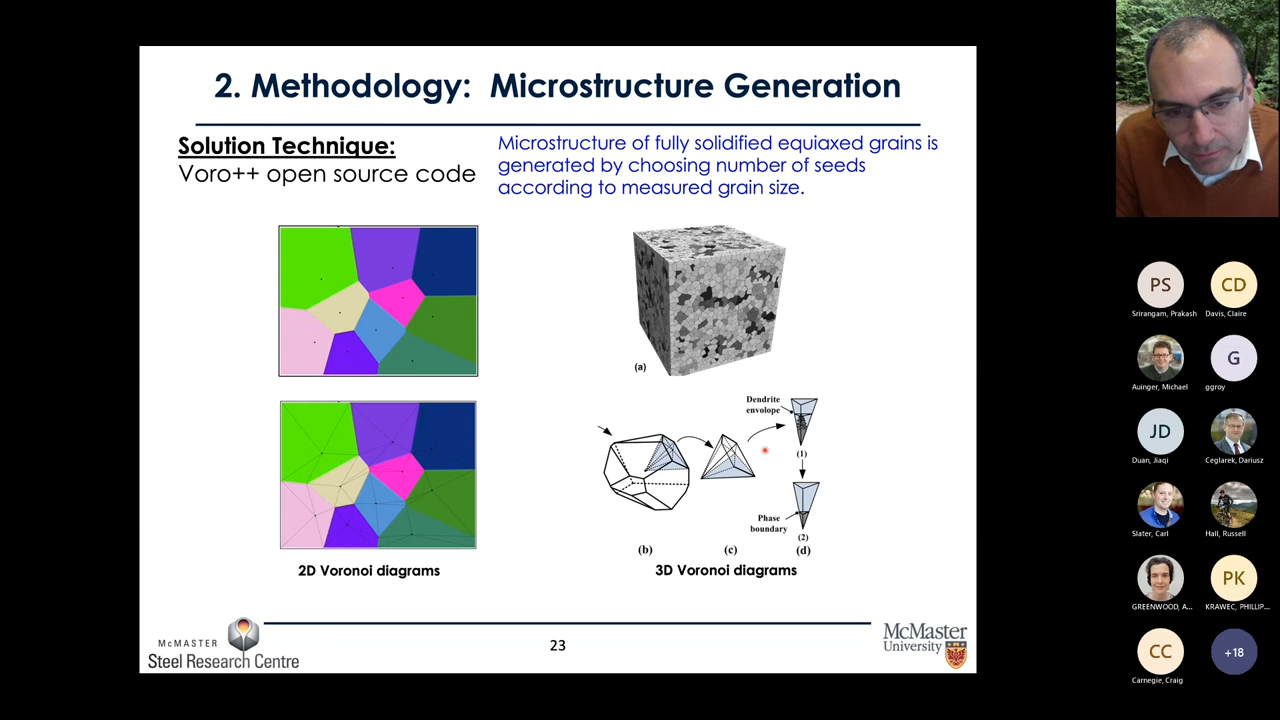 2. Methodology: Microstructure Generation
Solution Technique:
Voro++ open source code
Microstructure of fully solidified equiaxed grains is
generated by choosing number of seeds
according to measured grain size.
(a)
Dendrite
envolope
(1)
Phase
boundary
(2)
(b)
(c)
(d)
2D Voronoi diagrams
3D Voronoi diagrams
McMASTER
Steel Research Centre
23
McMaster
University
PS
Srirangam, Prakash
CD
Davis, Claire
Auinger, Michael
G
ggroy
JD
Duan, Jiaqi
Ceglarek, Dariusz
Slater, Carl
Hall, Russell
GREENWOOD, A...
PK
KRAWEC, PHILLIP...
CC
Carnegie, Craig
+18